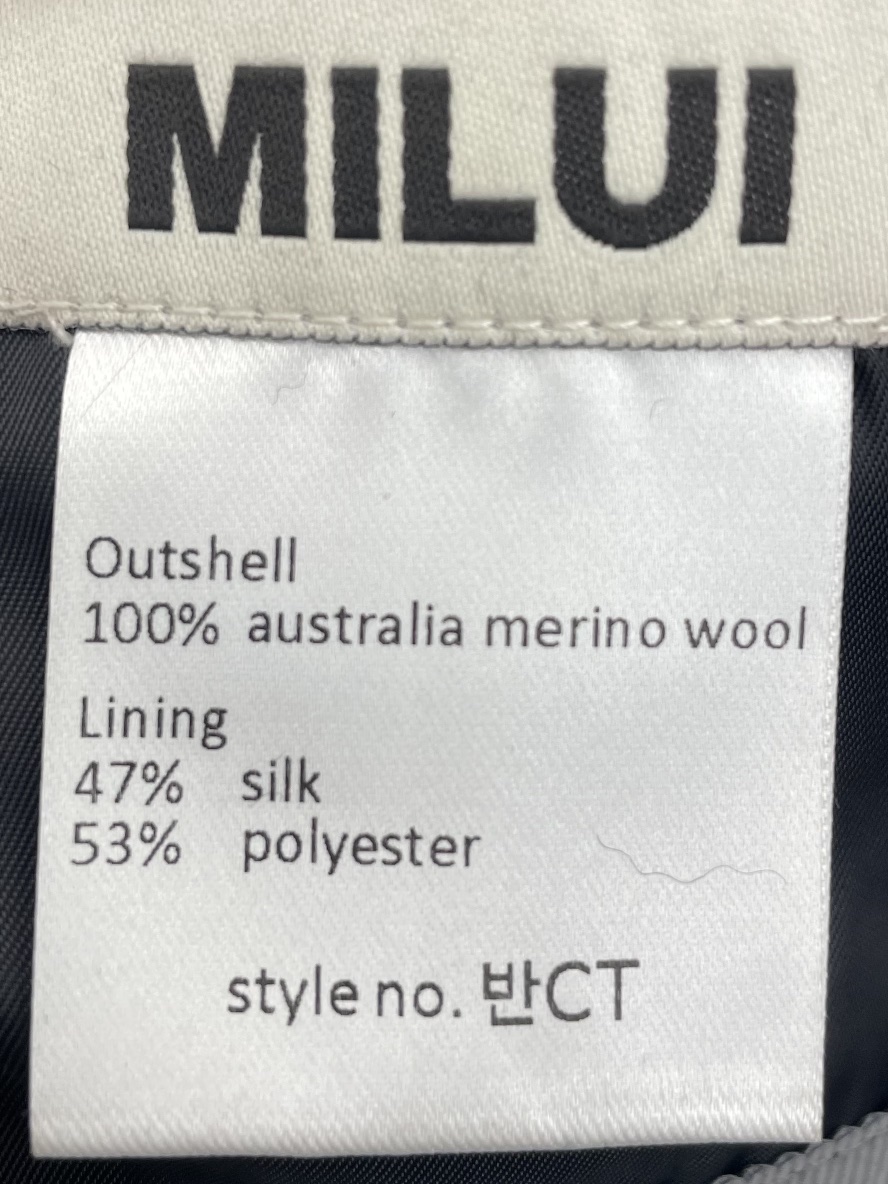 MILUI
Outshell
100% australia merino wool
Lining
47% silk
53% polyester
style no. 반CT